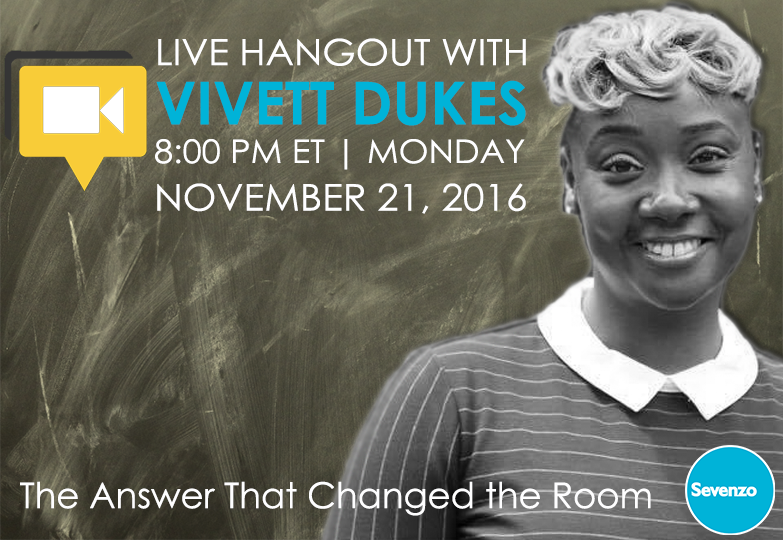 LIVE HANGOUT WITH
VIVETT DUKES
8:00 PM ET | MONDAY
NOVEMBER 21, 2016
The Answer That Changed the Room
Sevenzo